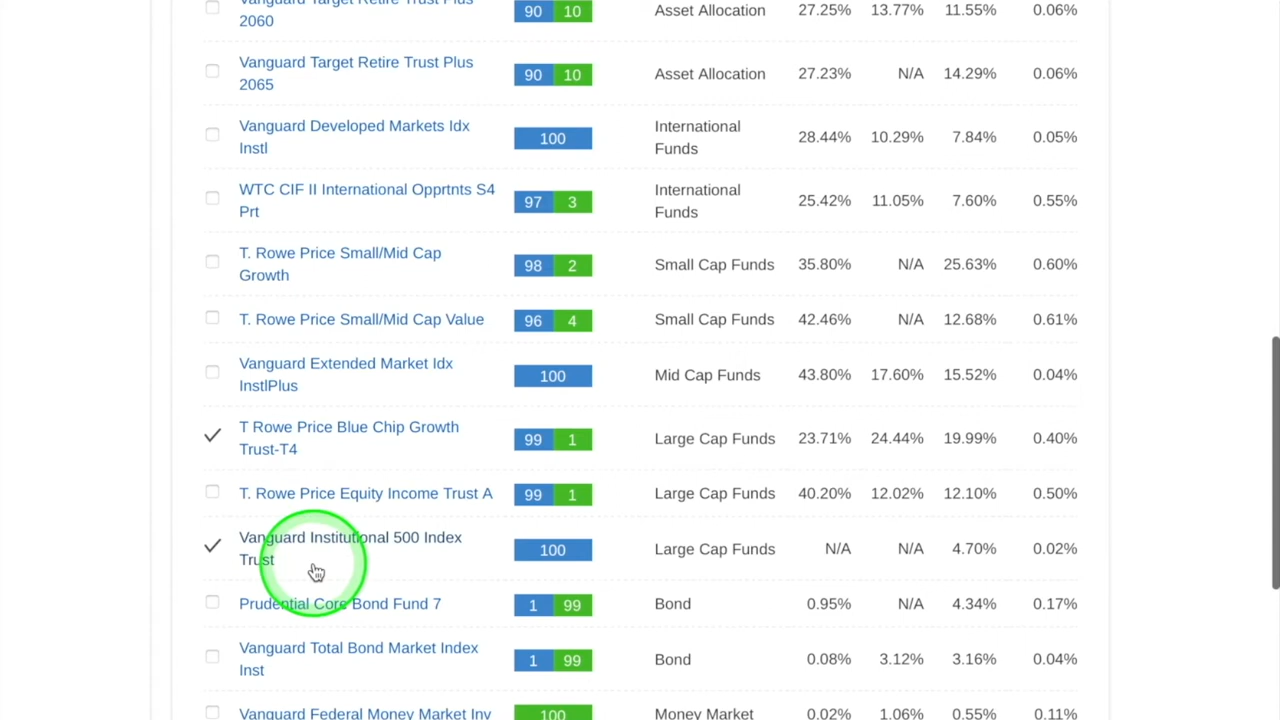 Vanguard Target Retire Trust Plus
2060
90 10 Asset Allocation 27.25% 13.77% 11.55% 0.06%
Vanguard Target Retire Trust Plus
2065
90 10 Asset Allocation 27.23% N/A 14.29% 0.06%
Vanguard Developed Markets Idx
Instl
100
International
Funds
28.44% 10.29% 7.84% 0.05%
WTC CIF II International Opprtnts S4
Prt
97 3
International
Funds
25.42% 11.05% 7.60% 0.55%
T. Rowe Price Small/Mid Cap
Growth
98 2 Small Cap Funds 35.80% N/A 25.63% 0.60%
T. Rowe Price Small/Mid Cap Value 96 4 Small Cap Funds 42.46% N/A 12.68% 0.61%
Vanguard Extended Market Idx
InstlPlus
100 Mid Cap Funds 43.80% 17.60% 15.52% 0.04%
T Rowe Price Blue Chip Growth
Trust-T4
99 1 Large Cap Funds 23.71% 24.44% 19.99% 0.40%
T. Rowe Price Equity Income Trust A 99 1 Large Cap Funds 40.20% 12.02% 12.10% 0.50%
Vanguard Institutional 500 Index
Trust
100 Large Cap Funds N/A N/A 4.70% 0.02%
Prudential Core Bond Fund 7 1 99 Bond 0.95% N/A 4.34% 0.17%
Vanguard Total Bond Market Index
Inst
1 99 Bond 0.08% 3.12% 3.16% 0.04%
Vanguard Federal Money Market Inv 100 Money Market 0.02% 1.06% 0.55% 0.11%